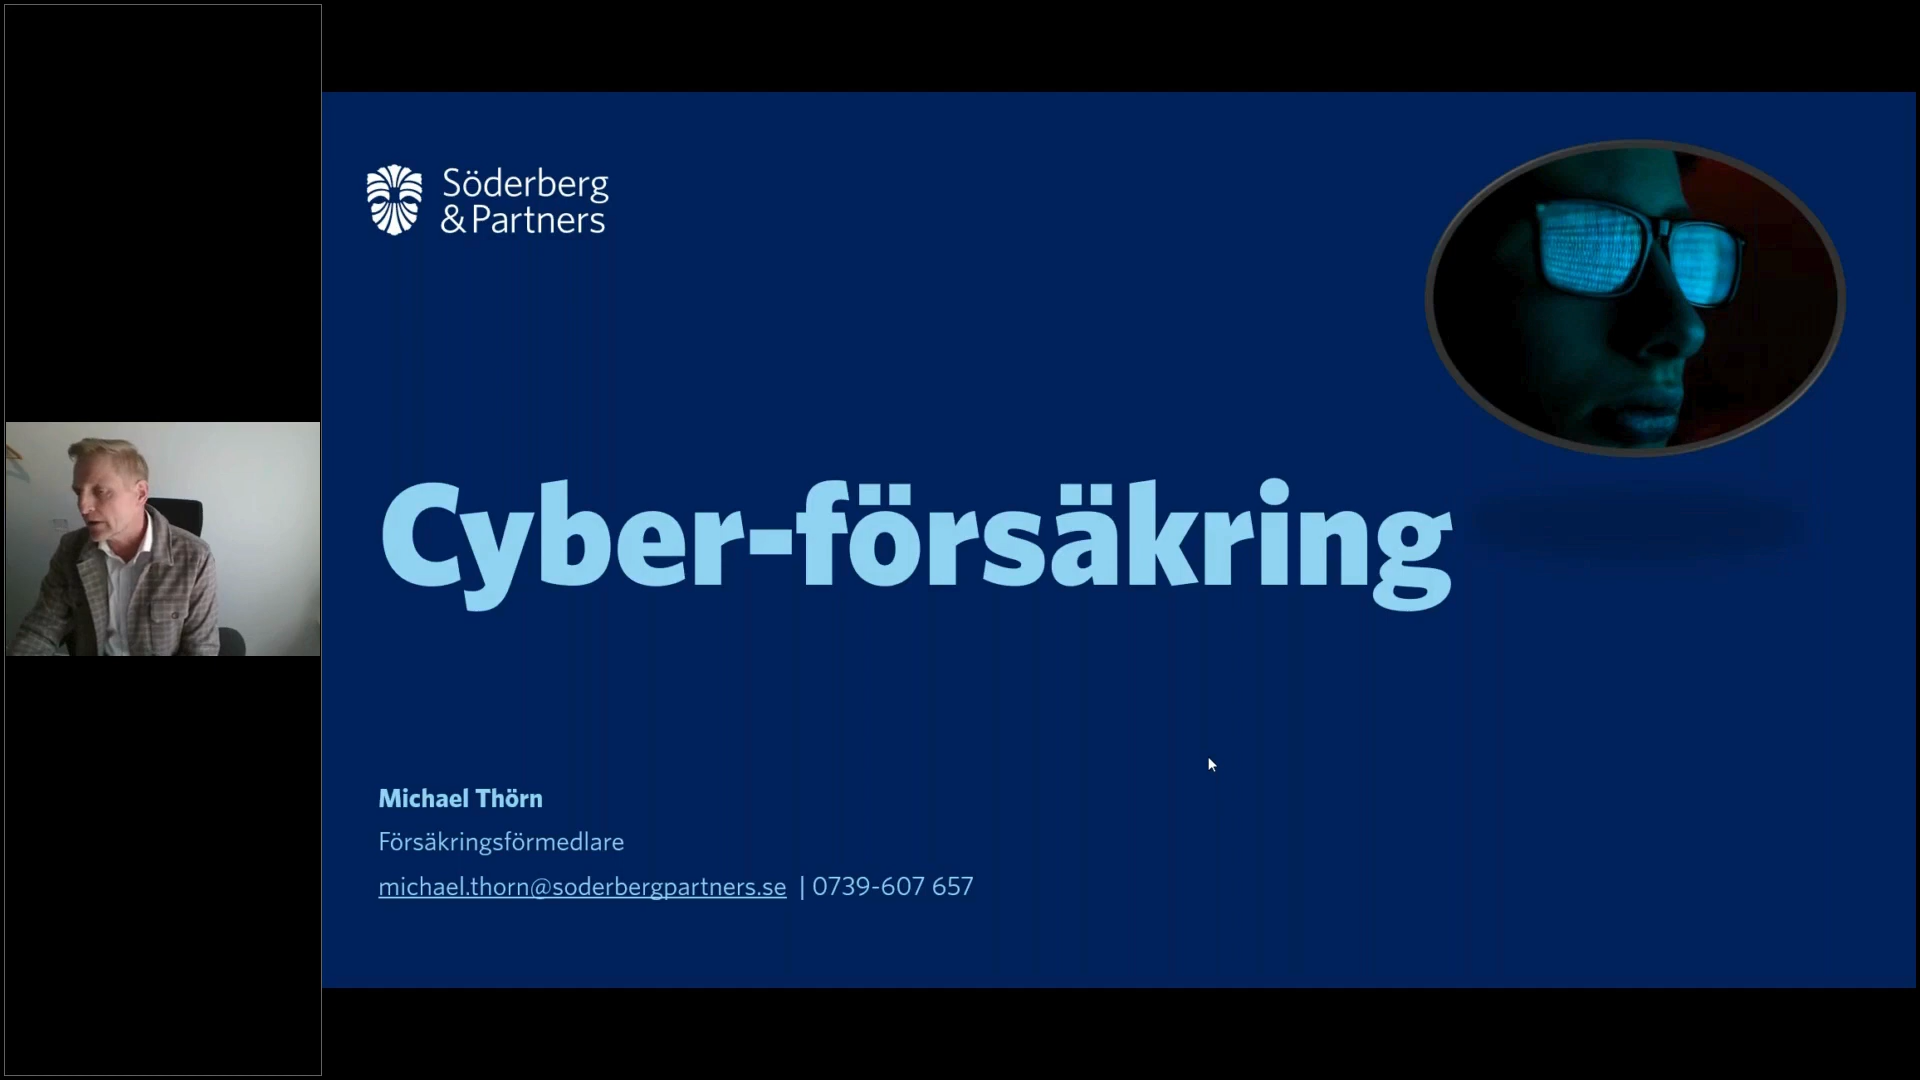 Söderberg
& Partners
Cyber-försäkring
Michael Thörn
Försäkringsförmedlare
michael.thorn@soderbergpartners.se | 0739-607 657